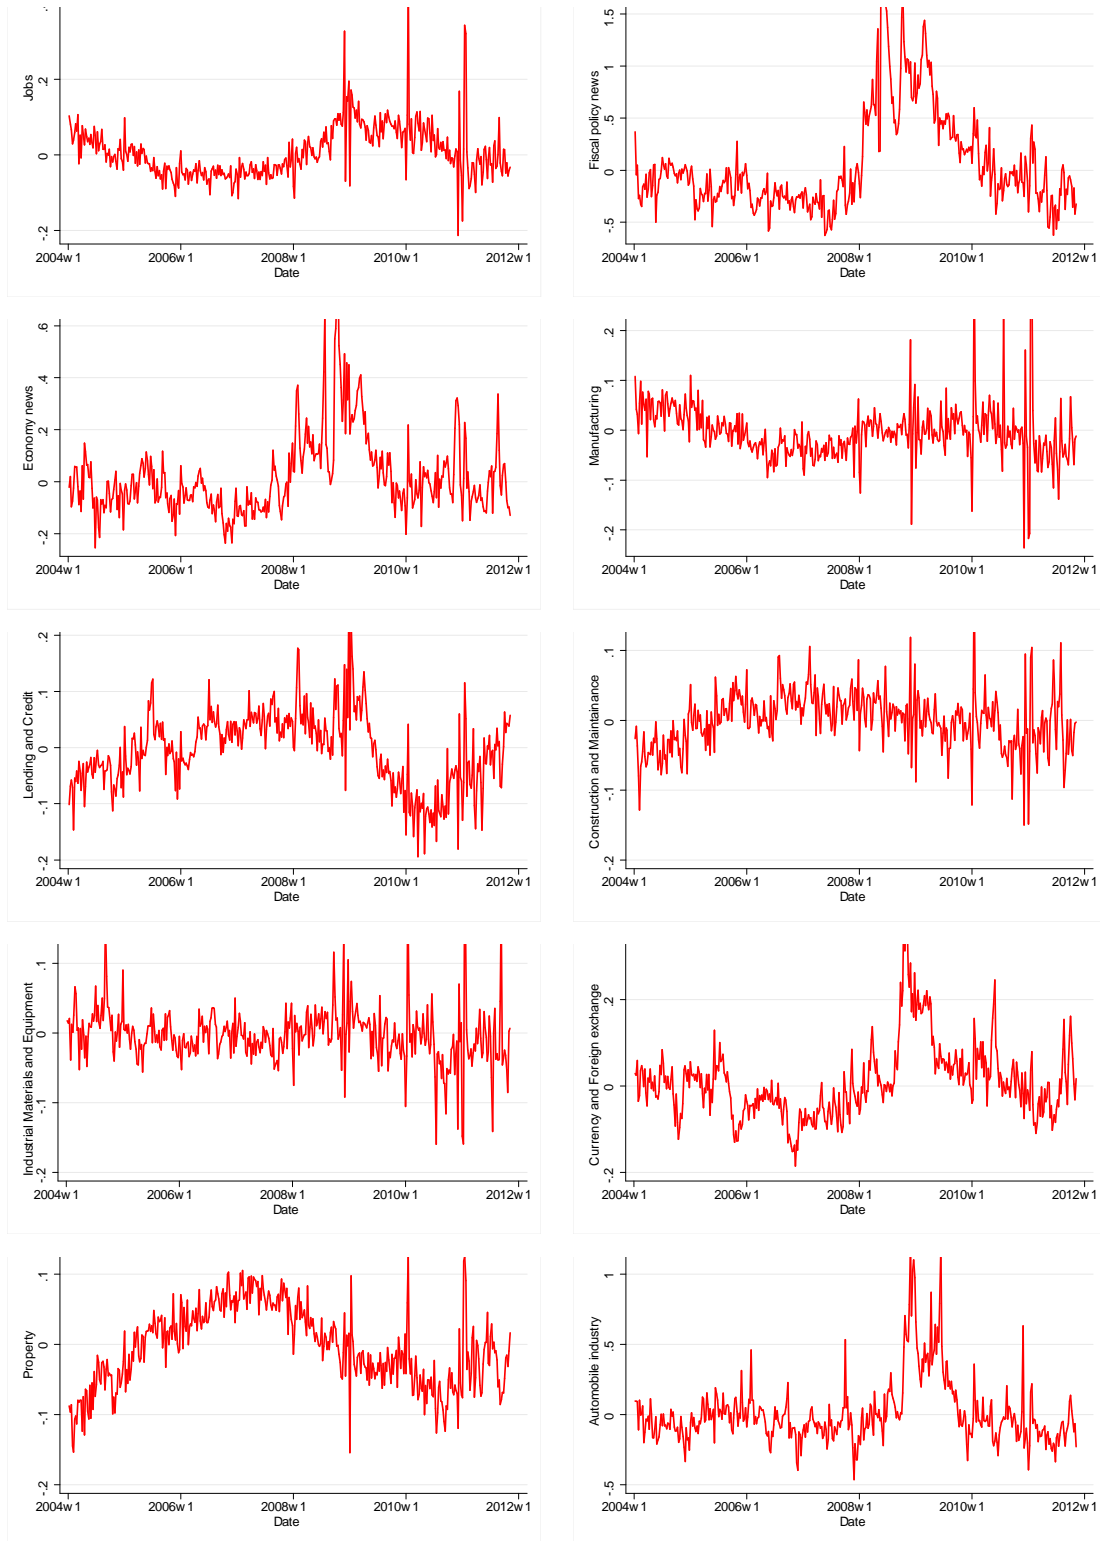 Jobs
.2
0
-.2
2004w1 2006w1 2008w1 2010w1 2012w1
Date
Fiscal policy news
1.5
1
.5
0
-.5
2004w1 2006w1 2008w1 2010w1 2012w1
Date
Economy news
.6
.4
.2
0
-.2
2004w1 2006w1 2008w1 2010w1 2012w1
Date
Manufacturing
.2
.1
0
-.1
-.2
2004w1 2006w1 2008w1 2010w1 2012w1
Date
Lending and Credit
.2
.1
0
-.1
-.2
2004w1 2006w1 2008w1 2010w1 2012w1
Date
Construction and Maintainance
.1
0
-.1
-.2
2004w1 2006w1 2008w1 2010w1 2012w1
Date
Industrial Materials and Equipment
.1
0
-.1
-.2
2004w1 2006w1 2008w1 2010w1 2012w1
Date
Currency and Foreign exchange
.2
0
-.2
2004w1 2006w1 2008w1 2010w1 2012w1
Date
Property
.1
0
-.1
-.2
2004w1 2006w1 2008w1 2010w1 2012w1
Date
Automobile industry
1
.5
0
-.5
2004w1 2006w1 2008w1 2010w1 2012w1
Date